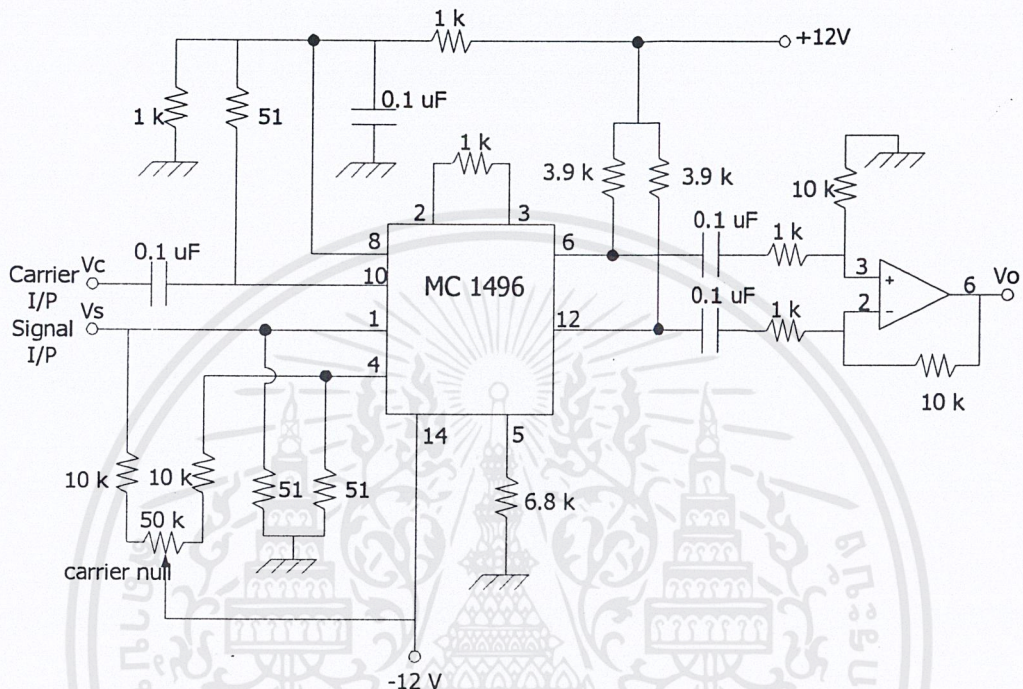 1 k
+12V
1 k
51
0.1 uF
1 k
3.9 k
3.9 k
10 k
2
3
0.1 uF
1 k
8
6
Carrier Vc
I/P
0.1 uF
10
MC 1496
3
+
6
Vo
Signal Vs
I/P
1
12
0.1 uF
1 k
2
-
4
10 k
14
5
10 k
10 k
51
51
6.8 k
50 k
carrier null
-12 V